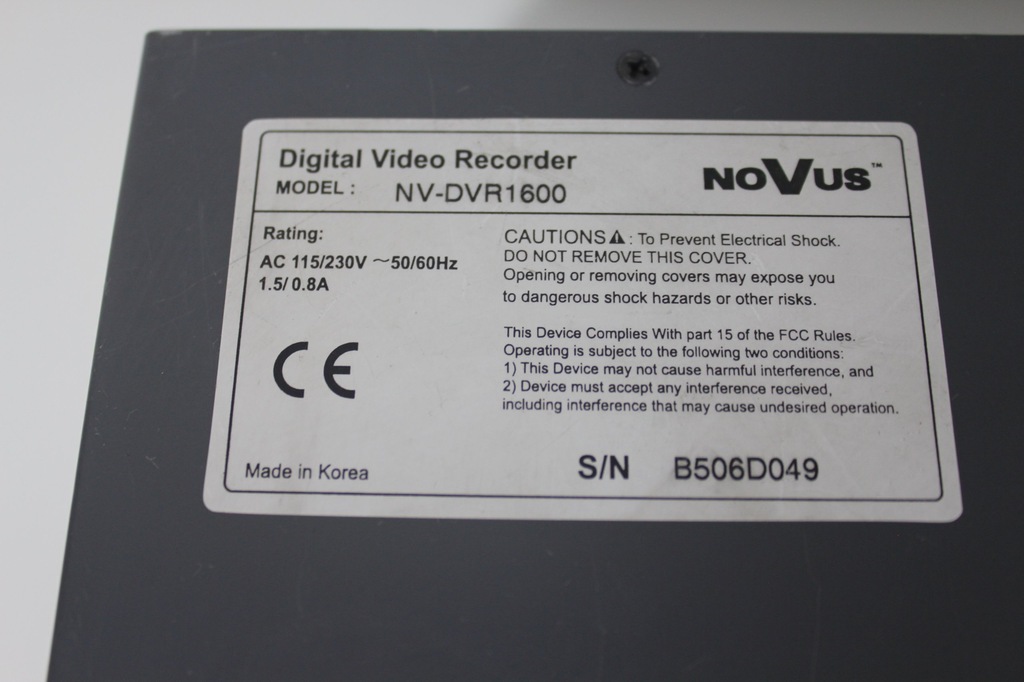 Digital Video Recorder
MODEL : NV-DVR1600
NOVUS™
Rating:
AC 115/230V ~50/60Hz
1.5/ 0.8A
CE
CAUTIONS⚠ : To Prevent Electrical Shock.
DO NOT REMOVE THIS COVER.
Opening or removing covers may expose you
to dangerous shock hazards or other risks.
This Device Complies With part 15 of the FCC Rules.
Operating is subject to the following two conditions:
1) This Device may not cause harmful interference, and
2) Device must accept any interference received,
including interference that may cause undesired operation.
Made in Korea
S/N B506D049